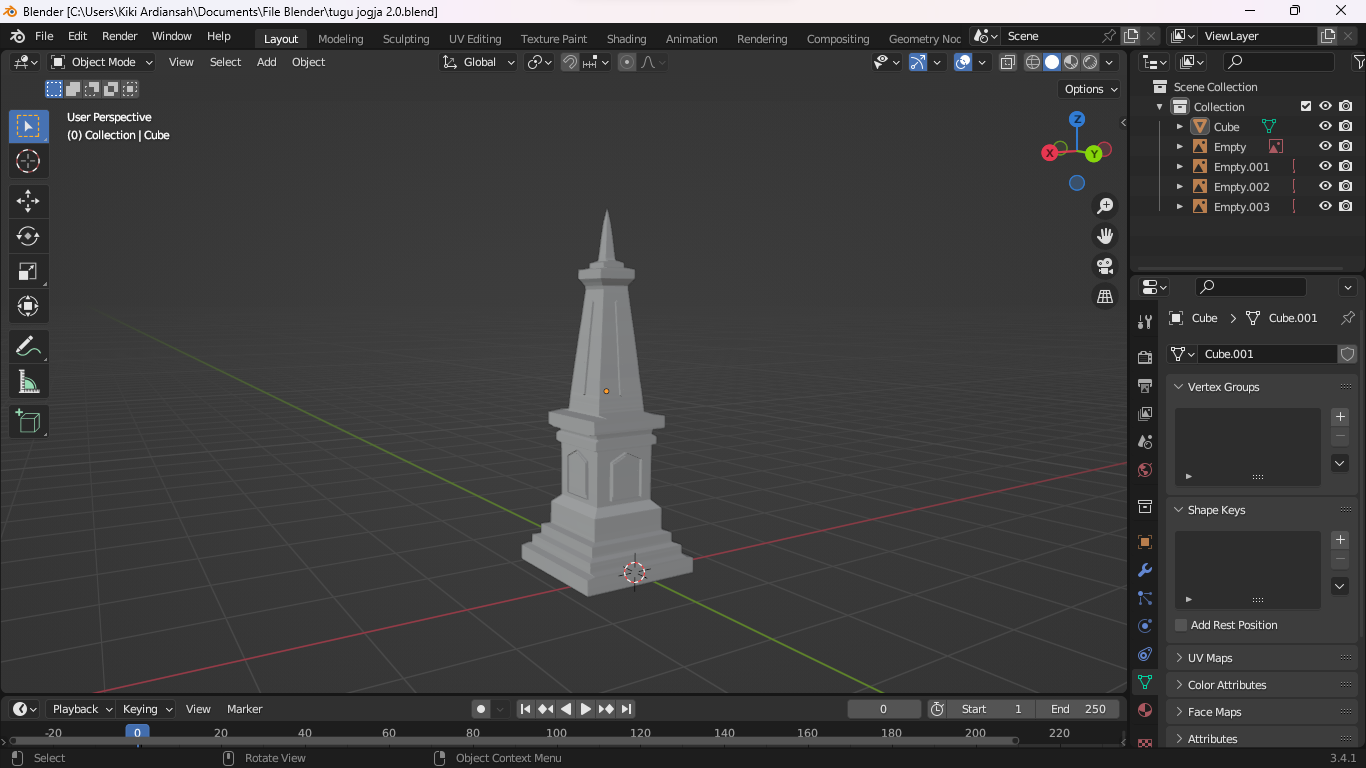 Blender [C:\Users\Kiki Ardiansah\Documents\File Blender\tugu jogja 2.0.blend]
File Edit Render Window Help Layout Modeling Sculpting UV Editing Texture Paint Shading Animation Rendering Compositing Geometry Noc Scene ViewLayer
Object Mode View Select Add Object Global
Options
User Perspective
(0) Collection | Cube
Z
X
Y
Scene Collection
Collection
Cube
Empty
Empty.001
Empty.002
Empty.003
Cube Cube.001
Cube.001
Vertex Groups
Shape Keys
Add Rest Position
UV Maps
Color Attributes
Face Maps
Attributes
Playback Keying View Marker 0 Start 1 End 250
-20 0 20 40 60 80 100 120 140 160 180 200 220
Select Rotate View Object Context Menu 3.4.1